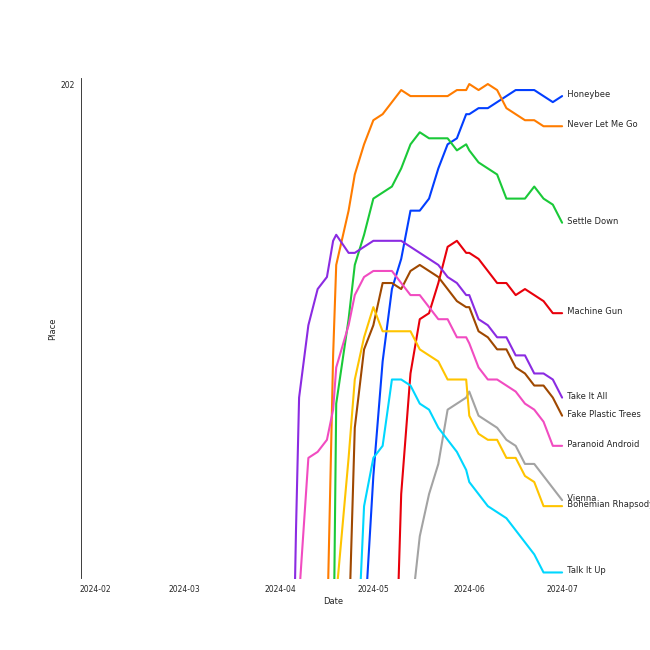 202
Honeybee
Never Let Me Go
Settle Down
Machine Gun
Place
Take It All
Fake Plastic Trees
Paranoid Android
Vienna
Bohemian Rhapsod
Talk It Up
2024-02 2024-03 2024-04 2024-05 2024-06 2024-07
Date